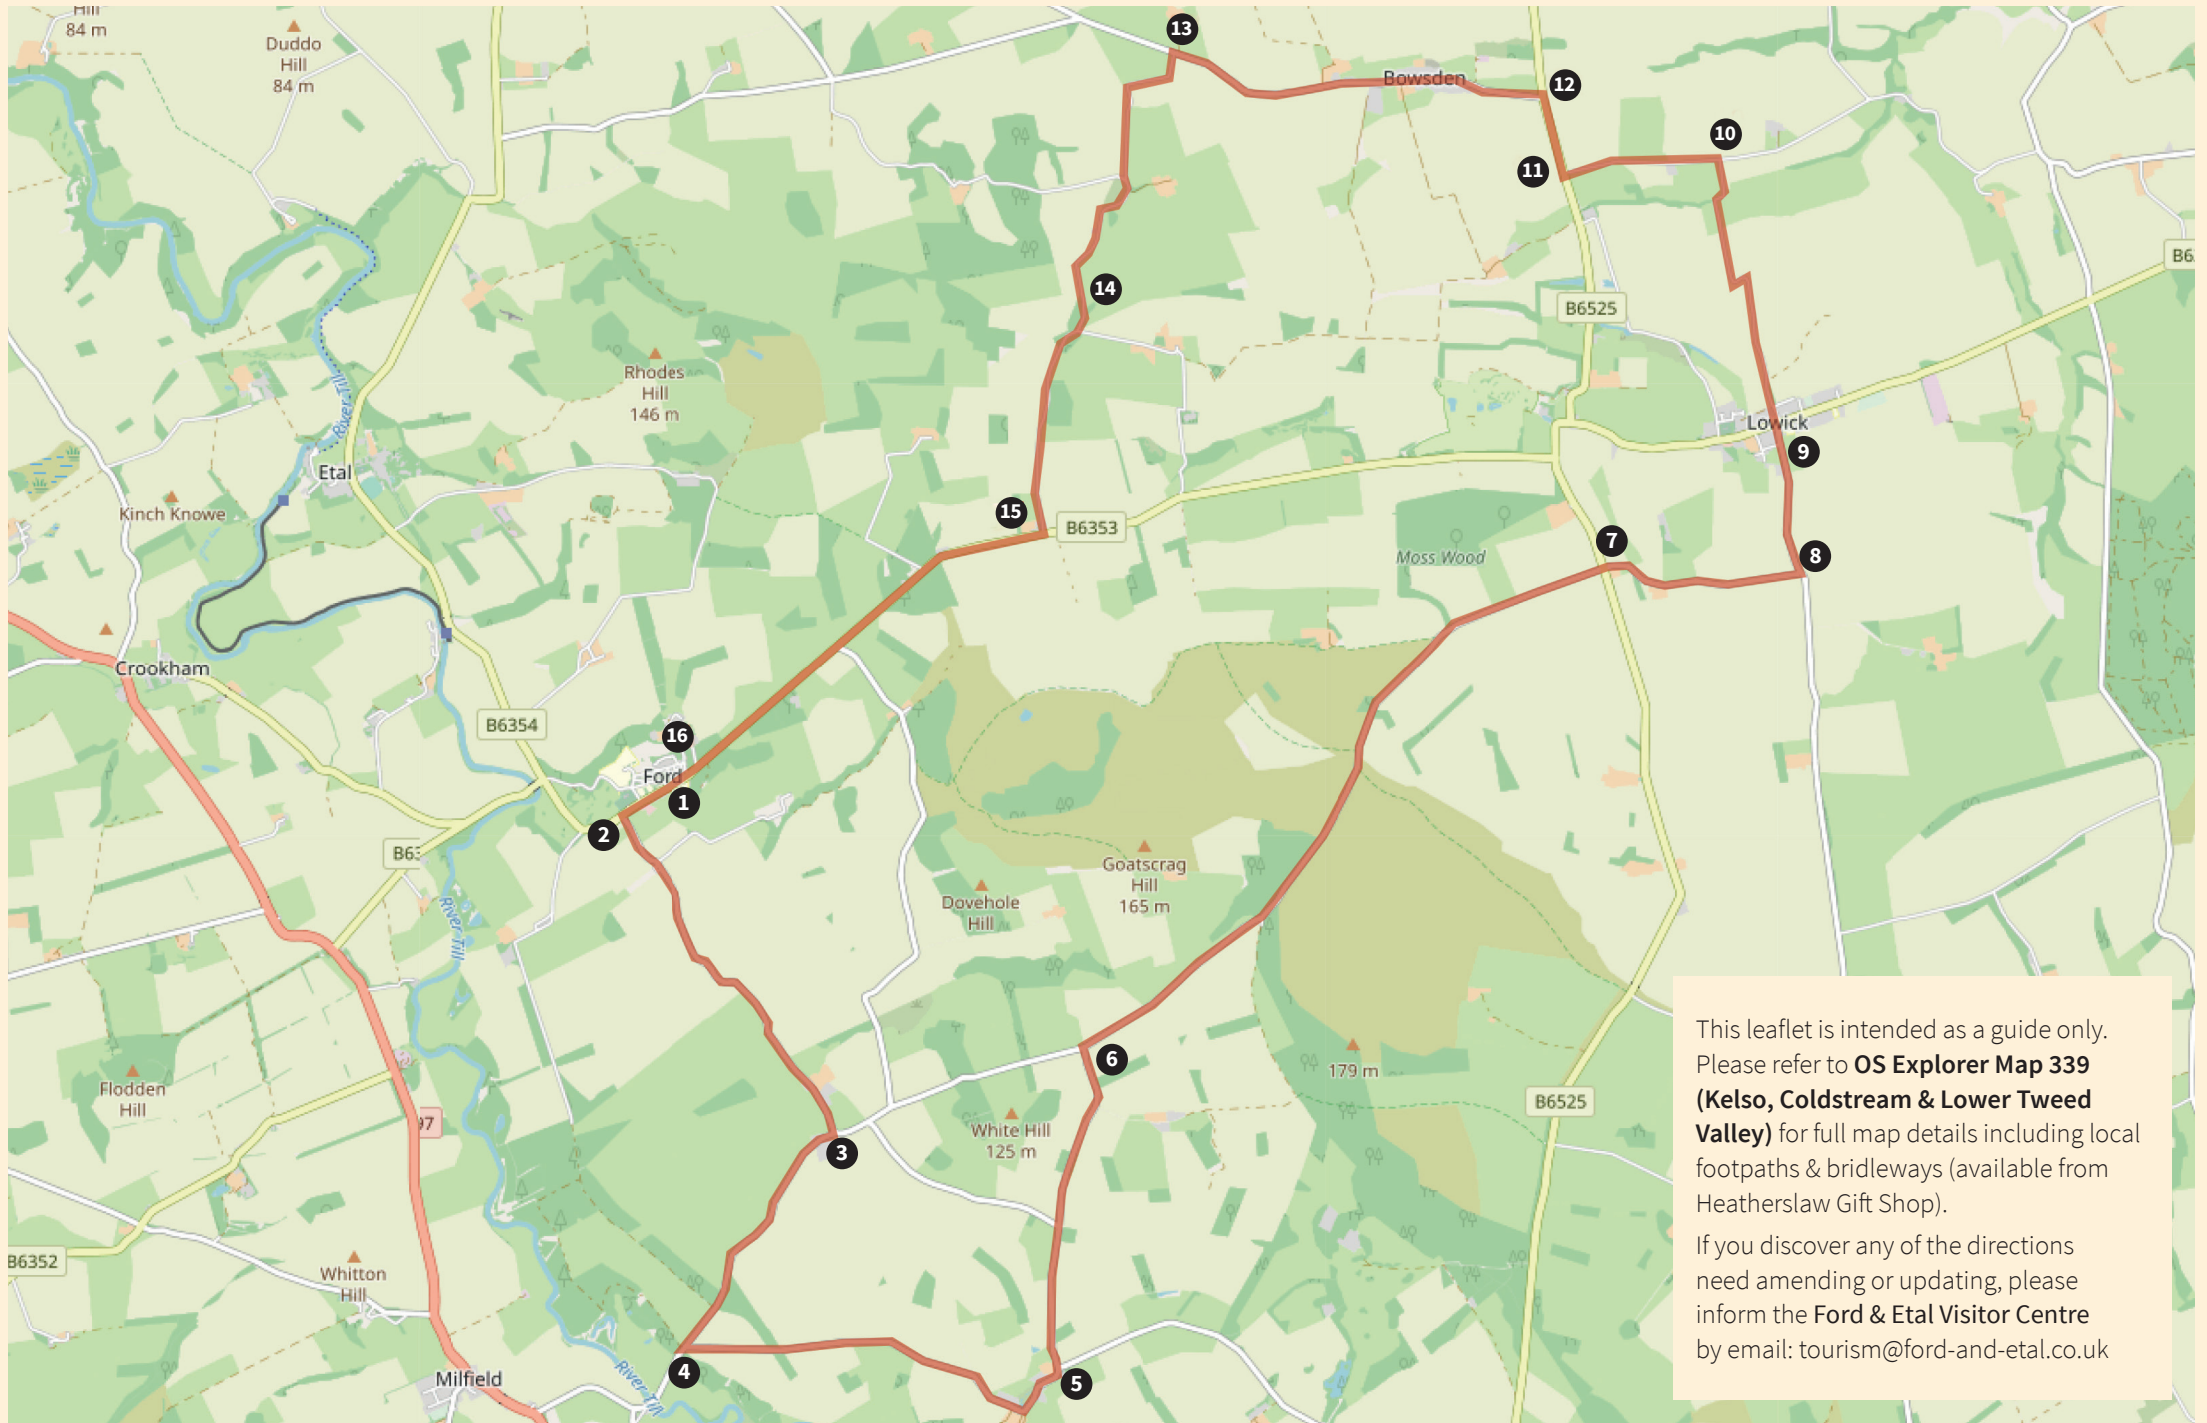 Hill
84 m
Duddo
Hill
84 m
13
Bowsden
12
10
11
B6525
14
Rhodes
Hill
146 m
River Till
Etal
Kinch Knowe
Lowick
9
15
B6353
Moss Wood
7
8
Crookham
B6354
16
Ford
1
2
Goatscrag
Hill
165 m
Dovehole
Hill
River Till
6
179 m
Flodden
Hill
B6525
White Hill
125 m
3
B6352
Whitton
Hill
Milfield
4
River Till
5
This leaflet is intended as a guide only.
Please refer to OS Explorer Map 339
(Kelso, Coldstream & Lower Tweed
Valley) for full map details including local
footpaths & bridleways (available from
Heatherslaw Gift Shop).
If you discover any of the directions
need amending or updating, please
inform the Ford & Etal Visitor Centre
by email: tourism@ford-and-etal.co.uk